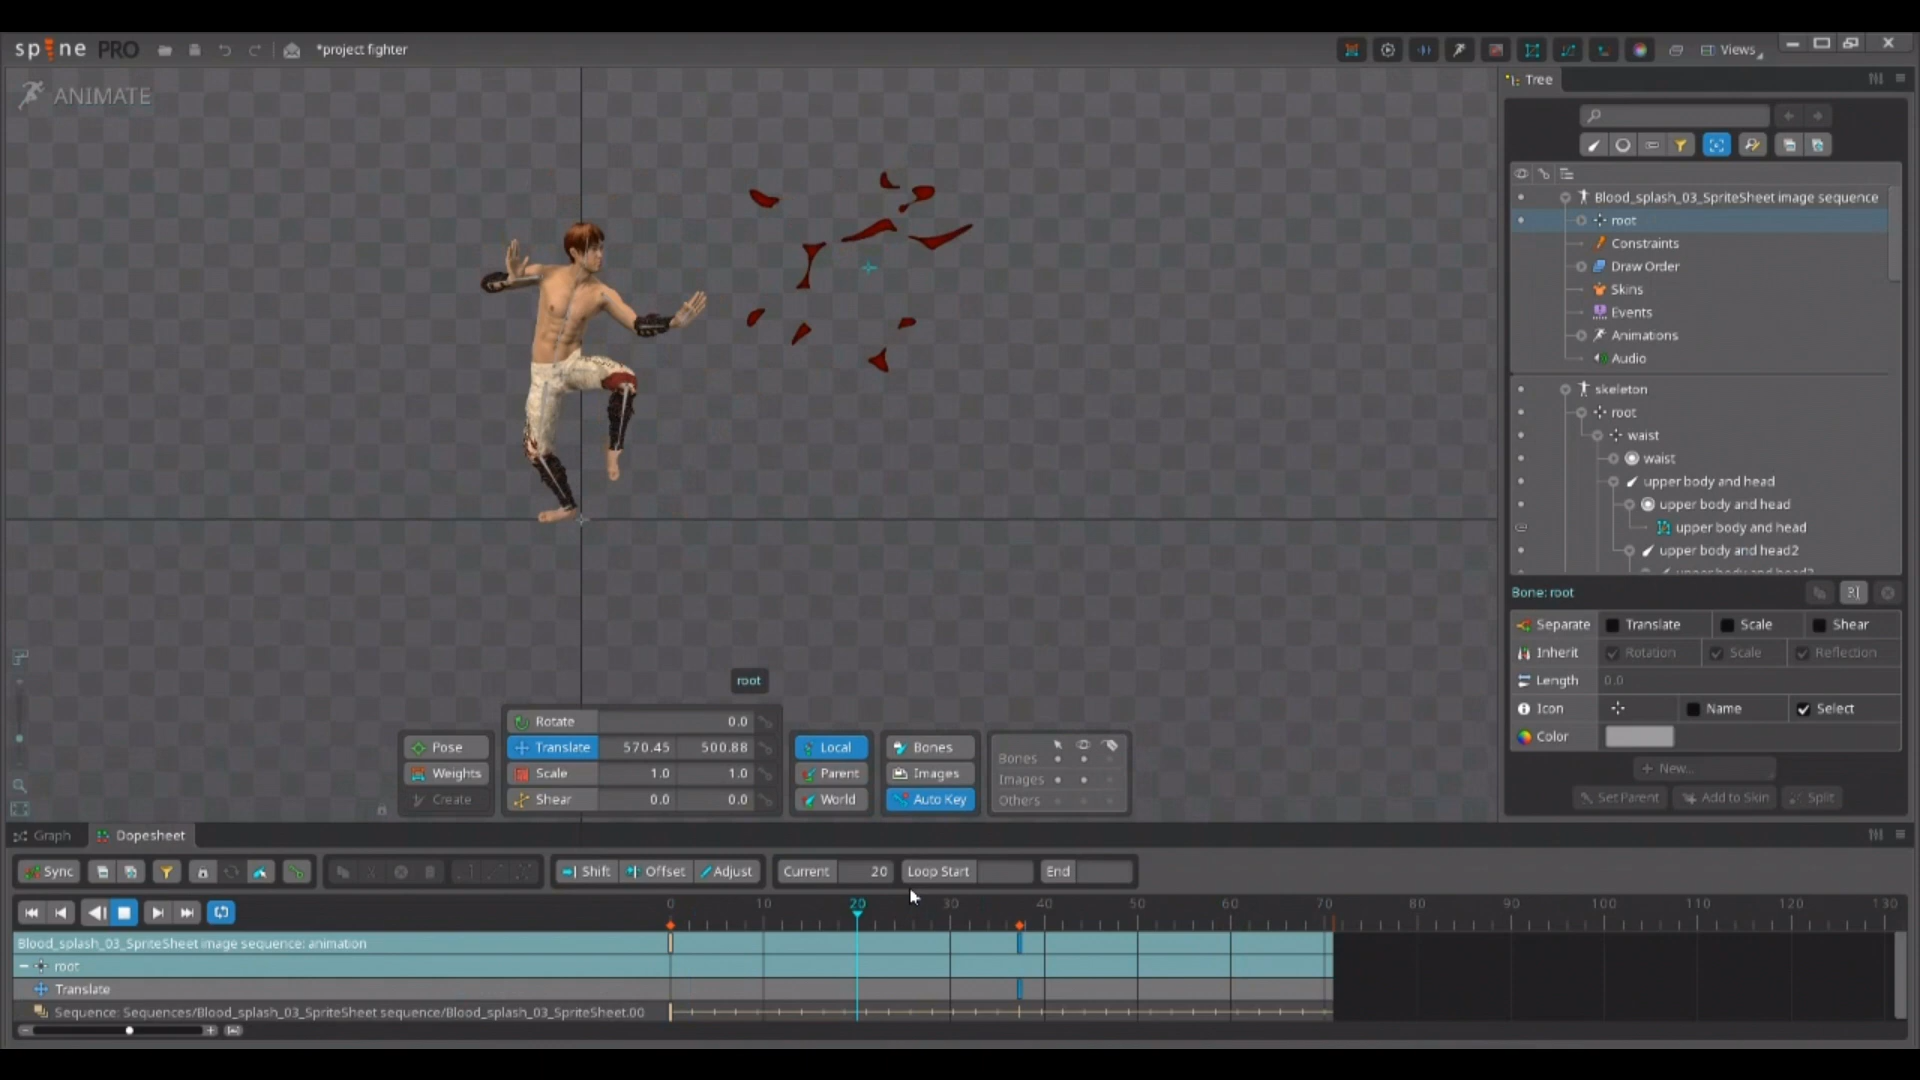 spine PRO
*project fighter
Views
ANIMATE
Tree
Blood_splash_03_SpriteSheet image sequence
root
Constraints
Draw Order
Skins
Events
Animations
Audio
skeleton
root
waist
waist
upper body and head
upper body and head
upper body and head
upper body and head2
Bone: root
Separate Translate Scale Shear
Inherit Rotation Scale Reflection
Length 0.0
Icon Name Select
Color
+ New...
Set Parent Add to Skin Split
root
Pose
Weights
Create
Rotate 0.0
Translate 570.45 500.88
Scale 1.0 1.0
Shear 0.0 0.0
Local
Parent
World
Bones
Images
Auto Key
Bones
Images
Others
Graph Dopesheet
Sync Shift Offset Adjust Current 20 Loop Start End
0 10 20 30 40 50 60 70 80 90 100 110 120 130
Blood_splash_03_SpriteSheet image sequence: animation
root
Translate
Sequence: Sequences/Blood_splash_03_SpriteSheet sequence/Blood_splash_03_SpriteSheet.00